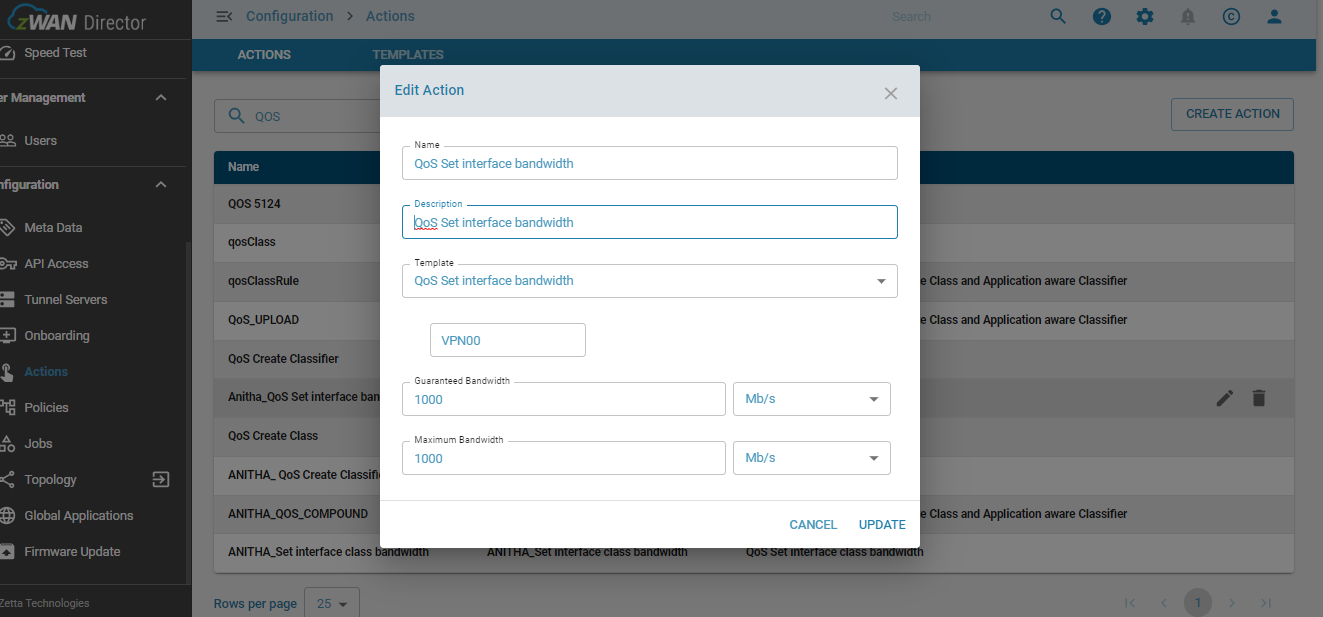 zWAN Director
Configuration > Actions
Search
Speed Test
ACTIONS
TEMPLATES
er Management
Users
nfiguration
Meta Data
API Access
Tunnel Servers
Onboarding
Actions
Policies
Jobs
Topology
Global Applications
Firmware Update
Zetta Technologies
QOS
CREATE ACTION
Name
QOS 5124
qosClass
qosClassRule
e Class and Application aware Classifier
QoS_UPLOAD
e Class and Application aware Classifier
QoS Create Classifier
Anitha_QoS Set interface ban
QoS Create Class
ANITHA_ QoS Create Classifi
ANITHA_QOS_COMPOUND
e Class and Application aware Classifier
ANITHA_Set interface class bandwidth
ANITHA_Set interface class bandwidth
QoS Set interface class bandwidth
Rows per page
25
1
Edit Action
Name
QoS Set interface bandwidth
Description
QoS Set interface bandwidth
Template
QoS Set interface bandwidth
VPN00
Guaranteed Bandwidth
1000
Mb/s
Maximum Bandwidth
1000
Mb/s
CANCEL
UPDATE